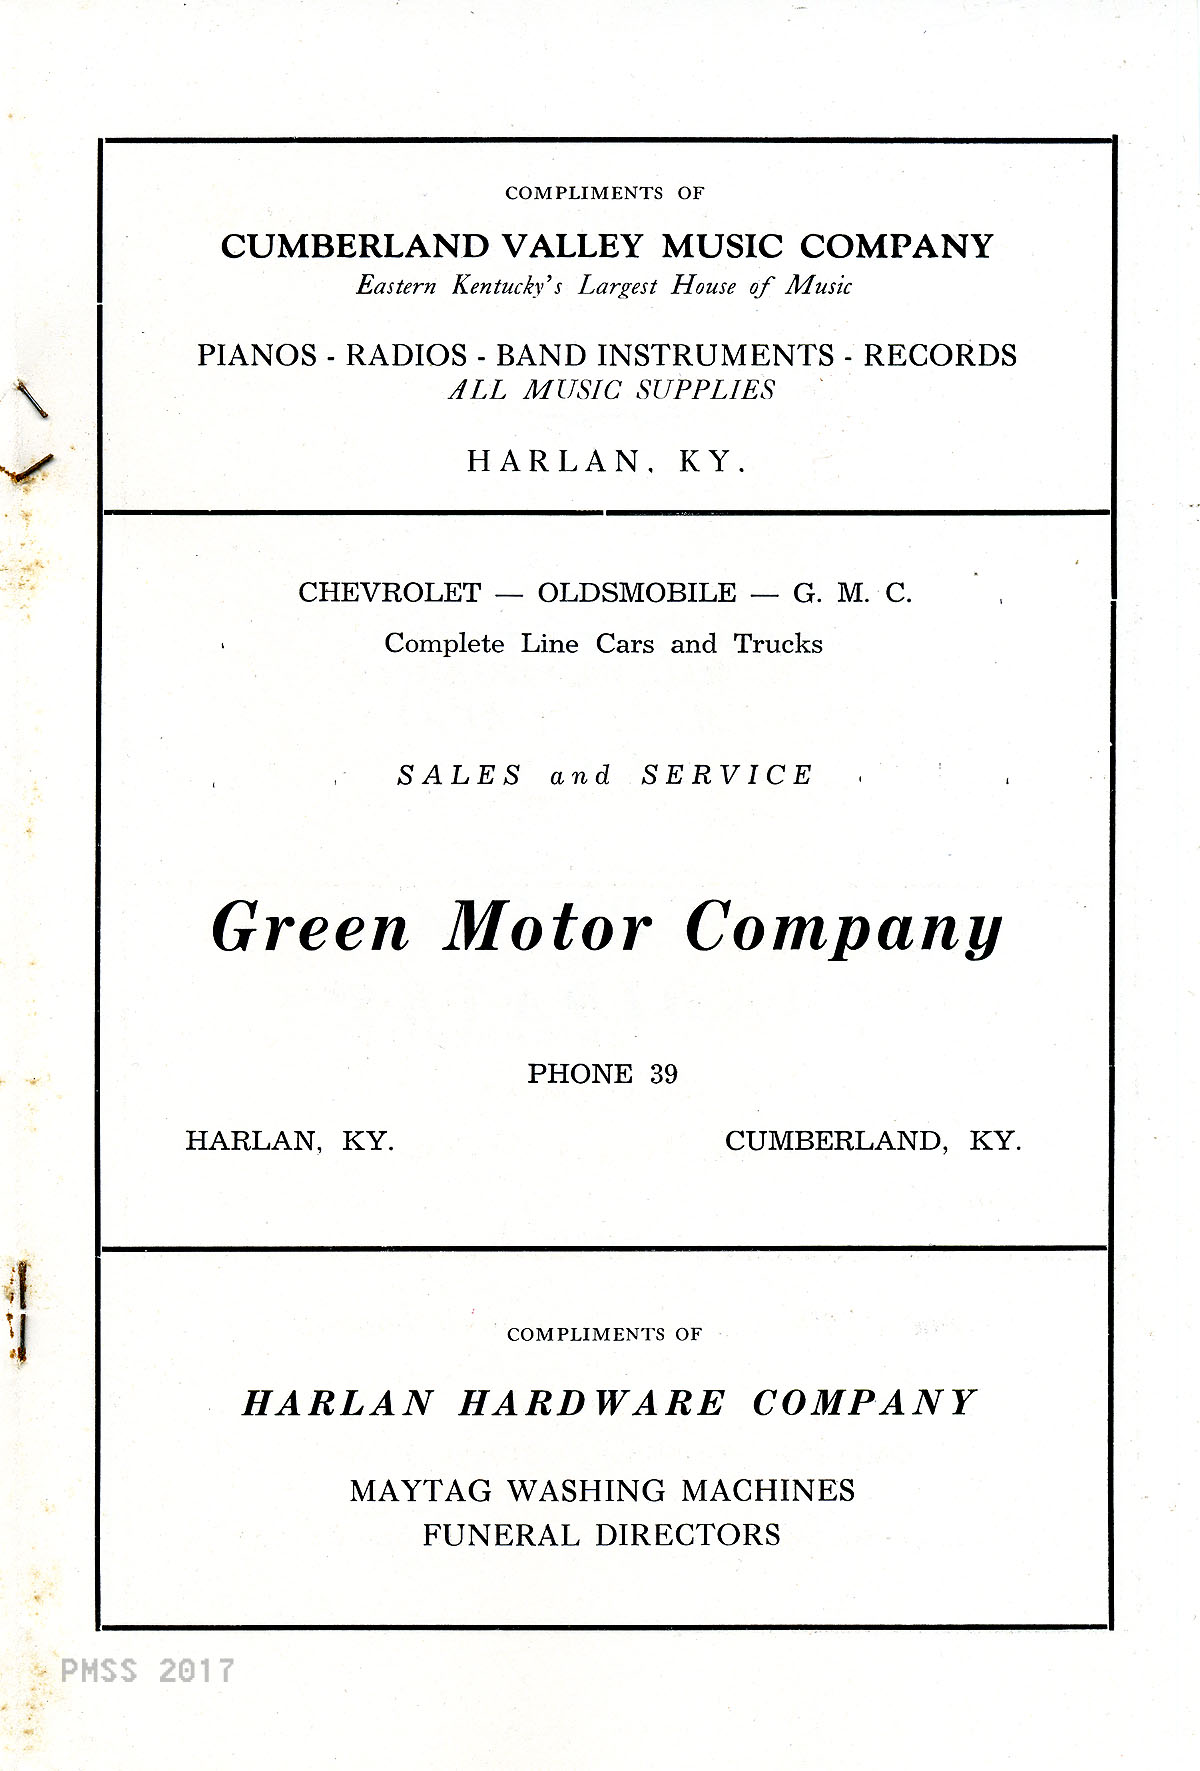 COMPLIMENTS OF
CUMBERLAND VALLEY MUSIC COMPANY
Eastern Kentucky's Largest House of Music
PIANOS - RADIOS - BAND INSTRUMENTS - RECORDS
ALL MUSIC SUPPLIES
HARLAN, KY.
CHEVROLET — OLDSMOBILE — G. M. C.
Complete Line Cars and Trucks
SALES and SERVICE
Green Motor Company
PHONE 39
HARLAN, KY. CUMBERLAND, KY.
COMPLIMENTS OF
HARLAN HARDWARE COMPANY
MAYTAG WASHING MACHINES
FUNERAL DIRECTORS
PMSS 2017